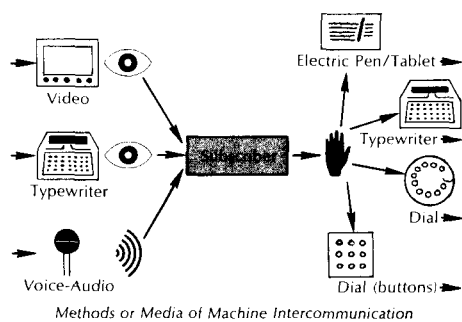 Video
Typewriter
Voice-Audio
Subscriber
Electric Pen/Tablet
Typewriter
Dial
Dial (buttons)
Methods or Media of Machine Intercommunication